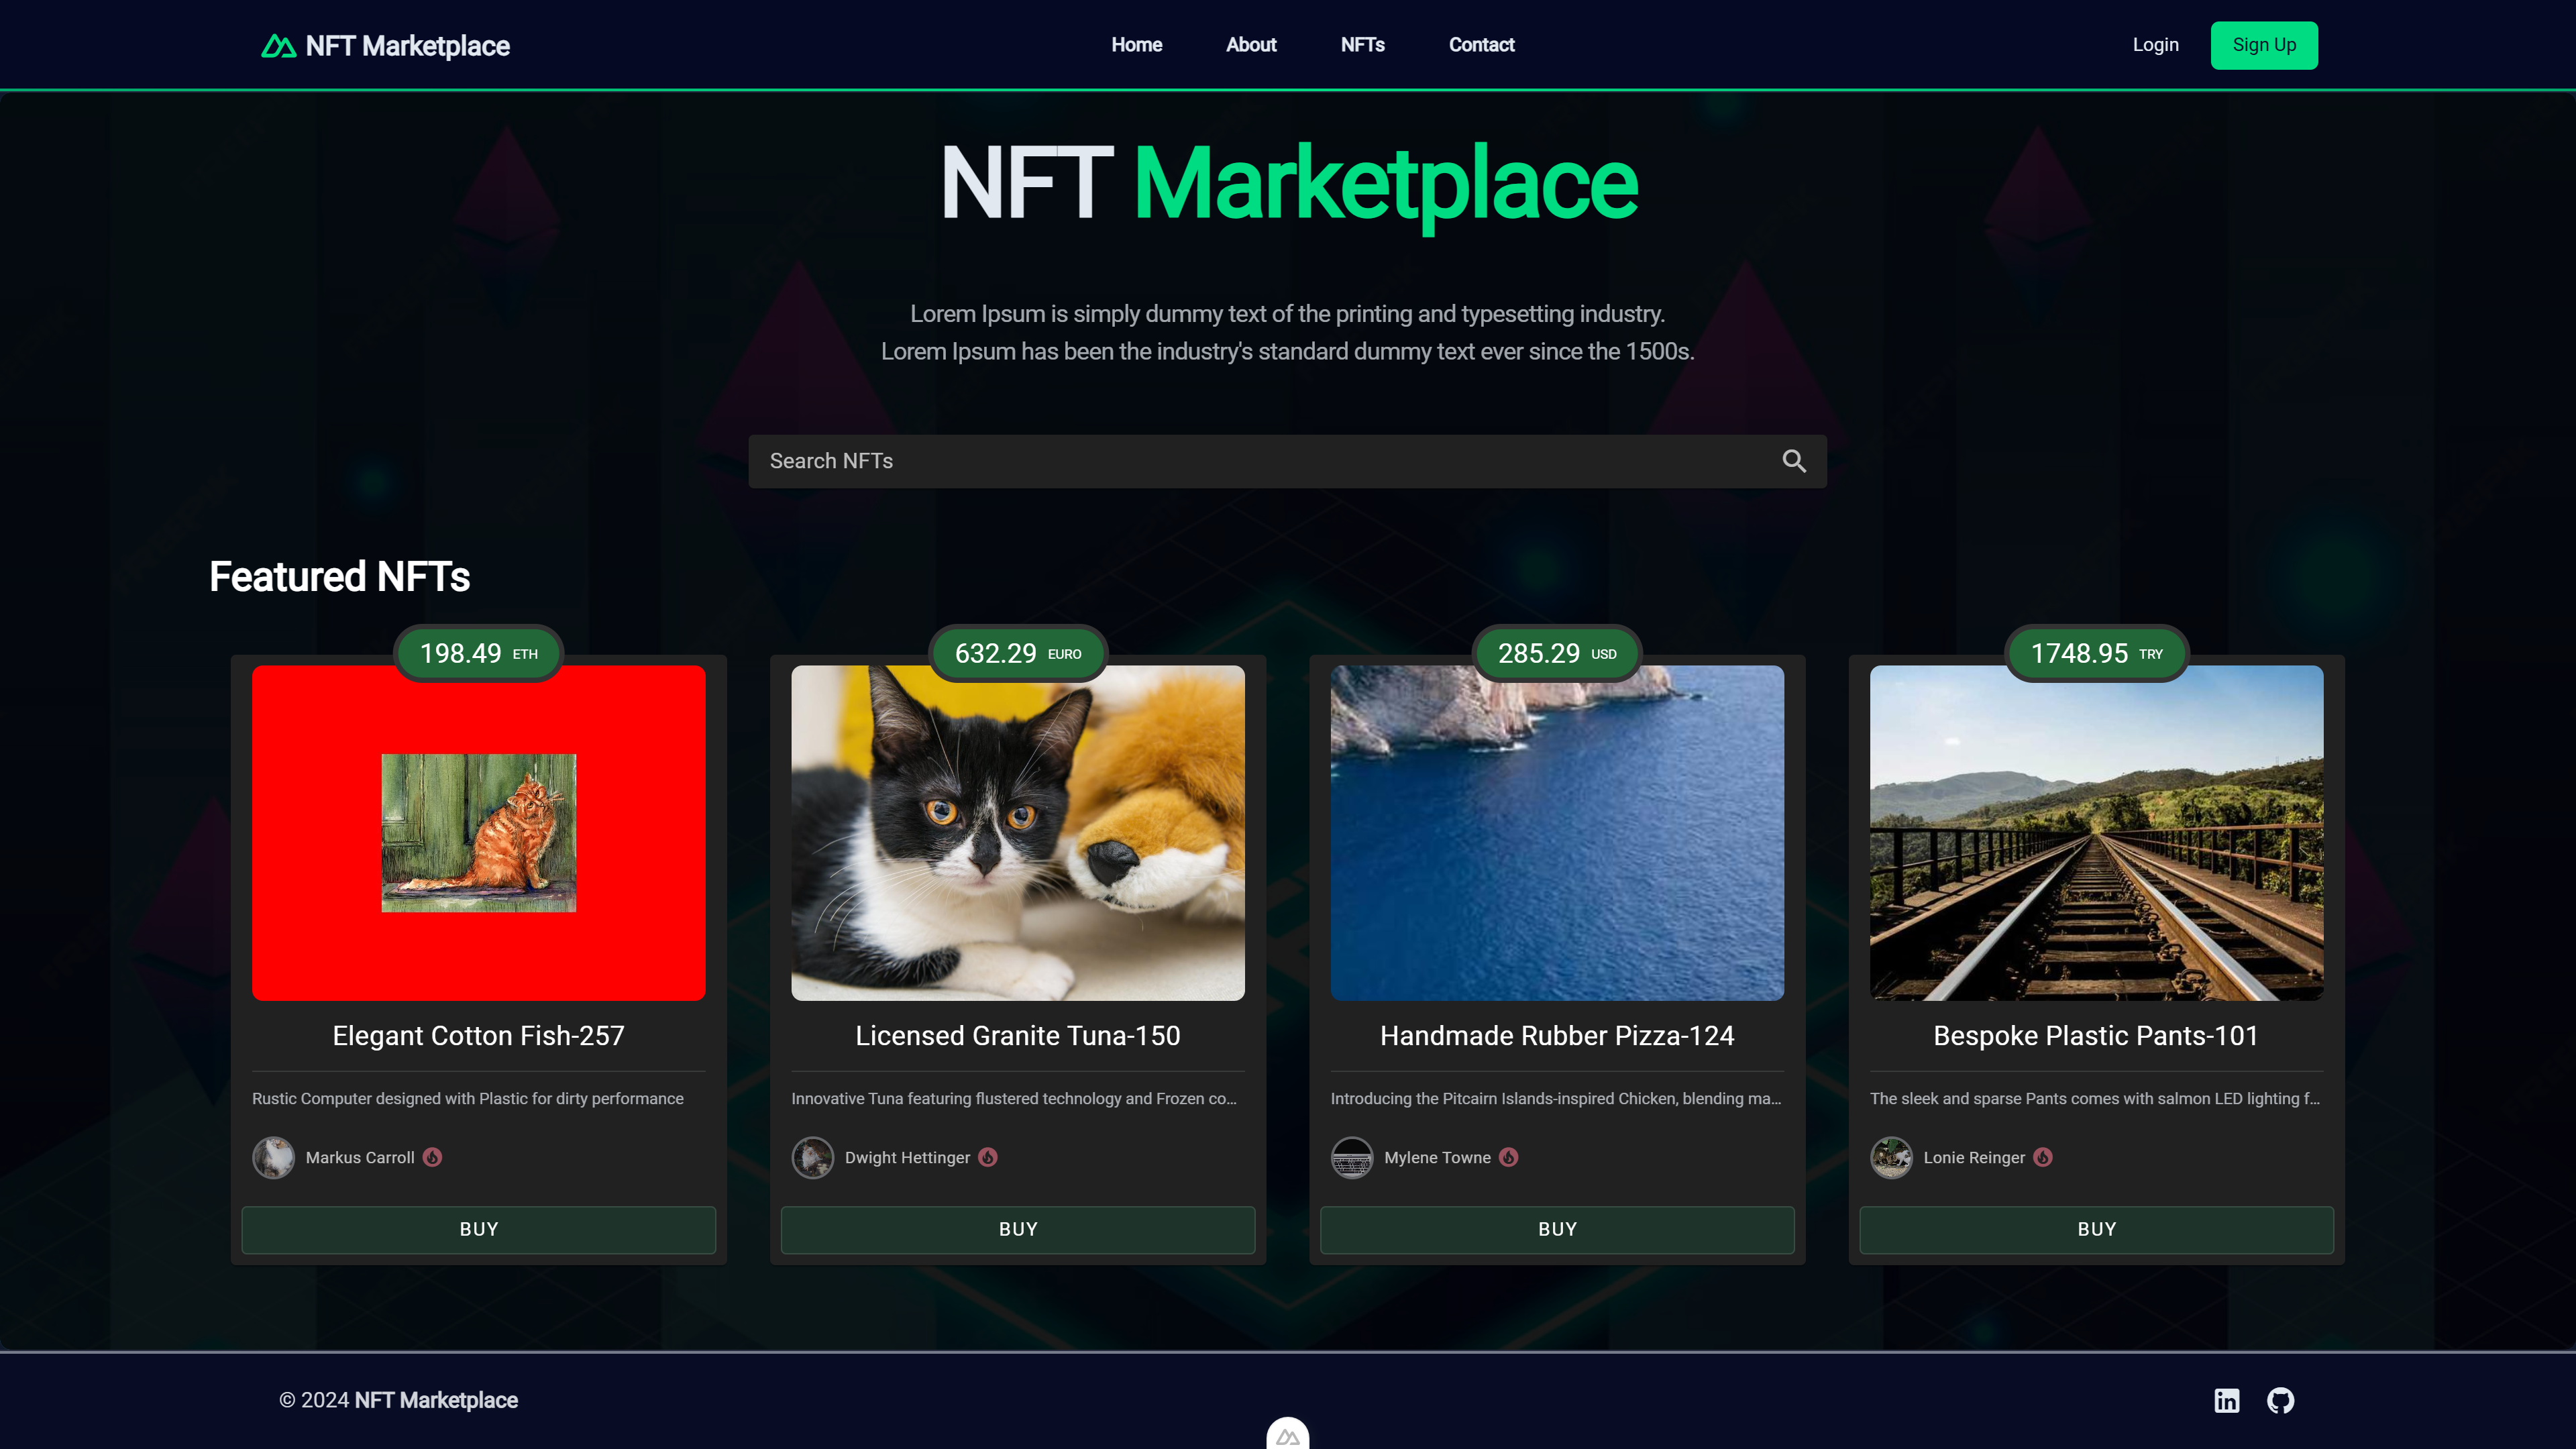 NFT Marketplace
Home
About
NFTs
Contact
Login
Sign Up
NFT Marketplace
Lorem Ipsum is simply dummy text of the printing and typesetting industry.
Lorem Ipsum has been the industry's standard dummy text ever since the 1500s.
Search NFTs
Featured NFTs
198.49 ETH
Elegant Cotton Fish-257
Rustic Computer designed with Plastic for dirty performance
Markus Carroll
BUY
632.29 EURO
Licensed Granite Tuna-150
Innovative Tuna featuring flustered technology and Frozen co...
Dwight Hettinger
BUY
285.29 USD
Handmade Rubber Pizza-124
Introducing the Pitcairn Islands-inspired Chicken, blending ma...
Mylene Towne
BUY
1748.95 TRY
Bespoke Plastic Pants-101
The sleek and sparse Pants comes with salmon LED lighting f...
Lonie Reinger
BUY
© 2024 NFT Marketplace